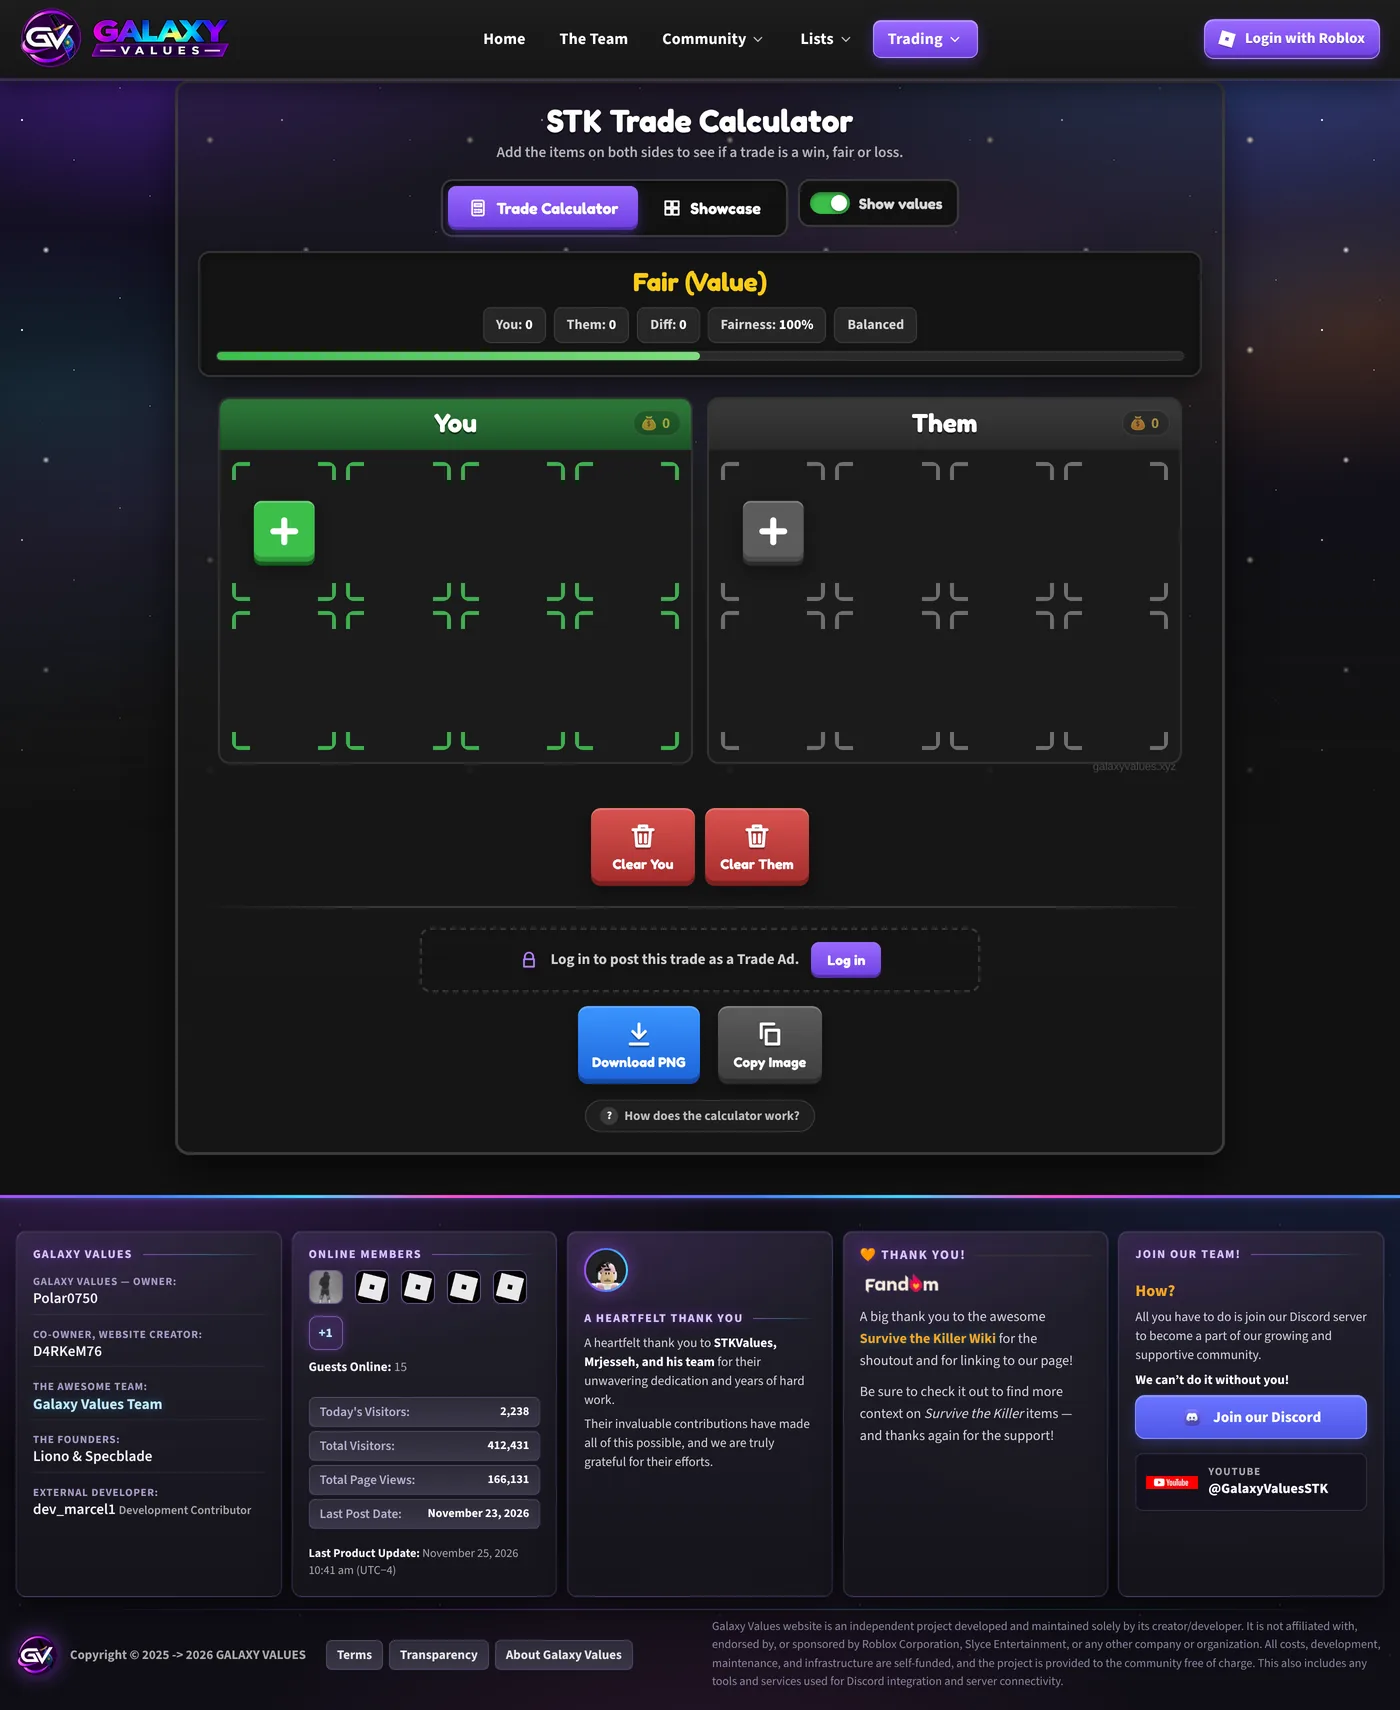 GV GALAXY
VALUES
Home
The Team
Community
Lists
Trading
Login with Roblox
STK Trade Calculator
Add the items on both sides to see if a trade is a win, fair or loss.
Trade Calculator
Showcase
Show values
Fair (Value)
You: 0
Them: 0
Diff: 0
Fairness: 100%
Balanced
You
0
Them
0
galaxyvalues.xyz
Clear You
Clear Them
Log in to post this trade as a Trade Ad.
Log in
Download PNG
Copy Image
? How does the calculator work?
GALAXY VALUES
GALAXY VALUES — OWNER:
Polar0750
CO-OWNER, WEBSITE CREATOR:
D4RKeM76
THE AWESOME TEAM:
Galaxy Values Team
THE FOUNDERS:
Liono & Specblade
EXTERNAL DEVELOPER:
dev_marcel1 Development Contributor
ONLINE MEMBERS
+1
Guests Online: 15
Today's Visitors: 2,238
Total Visitors: 412,431
Total Page Views: 166,131
Last Post Date: November 23, 2026
Last Product Update: November 25, 2026
10:41 am (UTC−4)
A HEARTFELT THANK YOU
A heartfelt thank you to STKValues,
Mrjesseh, and his team for their
unwavering dedication and years of hard
work.
Their invaluable contributions have made
all of this possible, and we are truly
grateful for their efforts.
🧡 THANK YOU!
Fandom
A big thank you to the awesome
Survive the Killer Wiki for the
shoutout and for linking to our page!
Be sure to check it out to find more
context on Survive the Killer items —
and thanks again for the support!
JOIN OUR TEAM!
How?
All you have to do is join our Discord server
to become a part of our growing and
supportive community.
We can't do it without you!
Join our Discord
YouTube
YOUTUBE
@GalaxyValuesSTK
GV
Copyright © 2025 -> 2026 GALAXY VALUES
Terms
Transparency
About Galaxy Values
Galaxy Values website is an independent project developed and maintained solely by its creator/developer. It is not affiliated with,
endorsed by, or sponsored by Roblox Corporation, Slyce Entertainment, or any other company or organization. All costs, development,
maintenance, and infrastructure are self-funded, and the project is provided to the community free of charge. This also includes any
tools and services used for Discord integration and server connectivity.